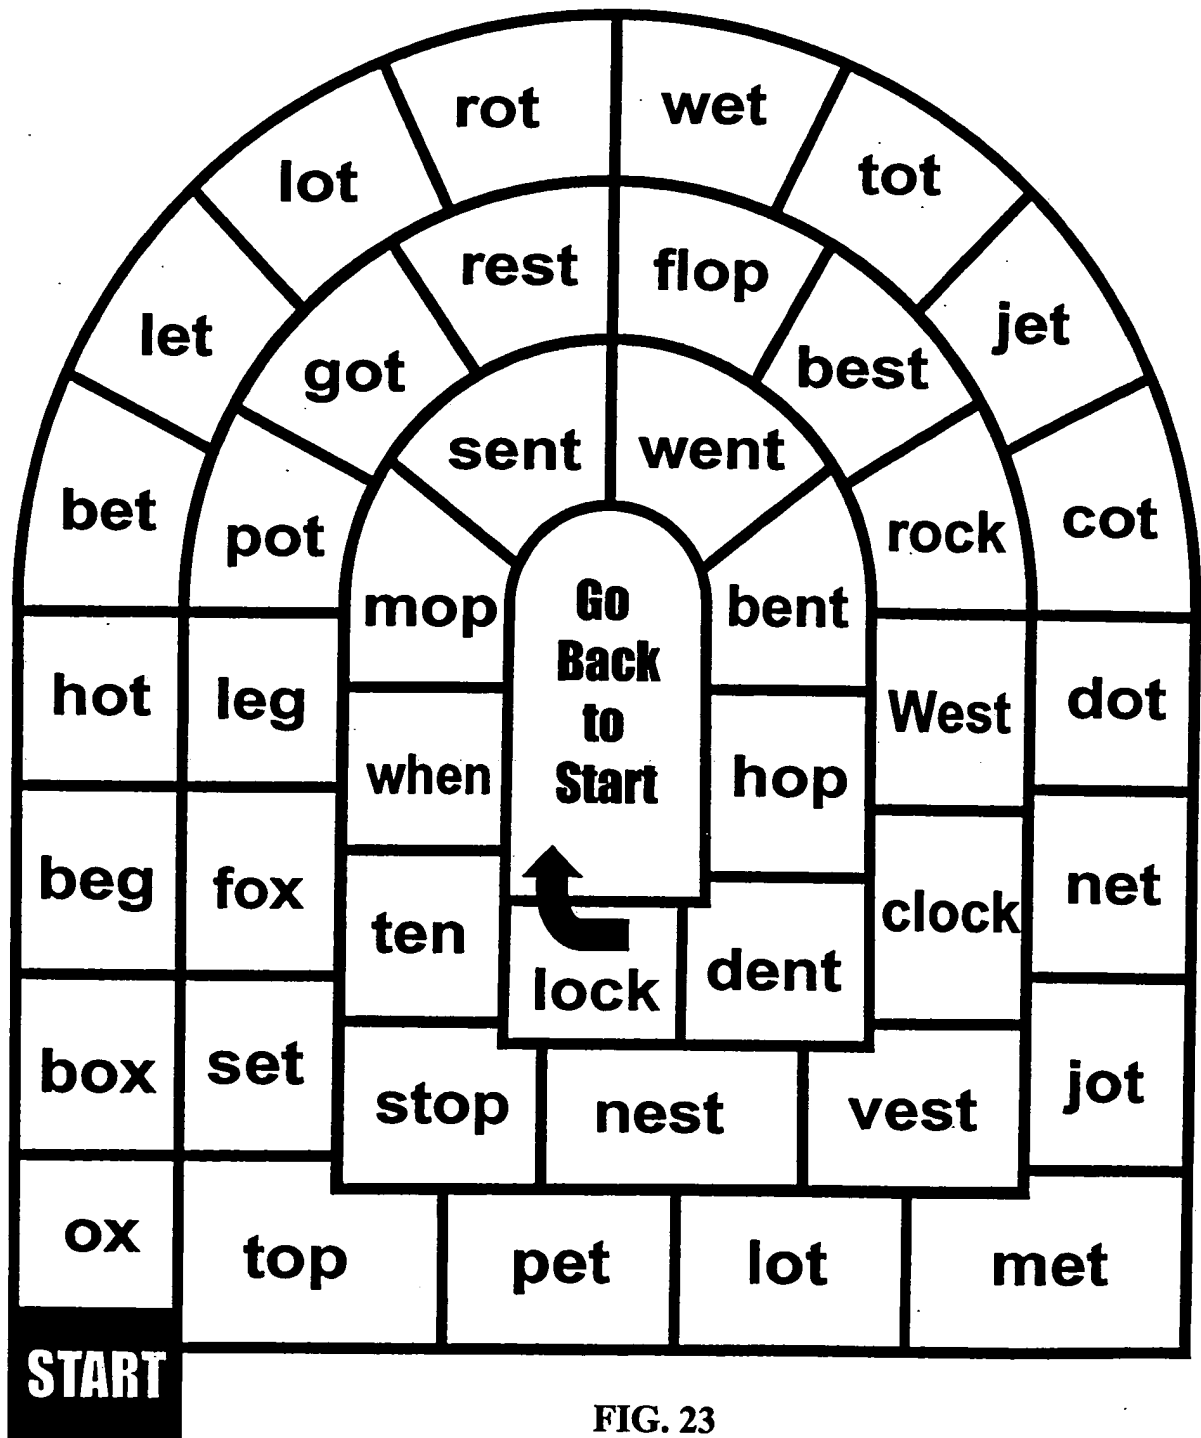 START
ox
box
beg
hot
bet
let
lot
rot
wet
tot
jet
cot
dot
net
jot
met
lot
pet
top
set
fox
leg
pot
got
rest
flop
best
rock
West
clock
vest
nest
stop
ten
when
mop
sent
went
bent
hop
dent
lock
Go
Back
to
Start
FIG. 23